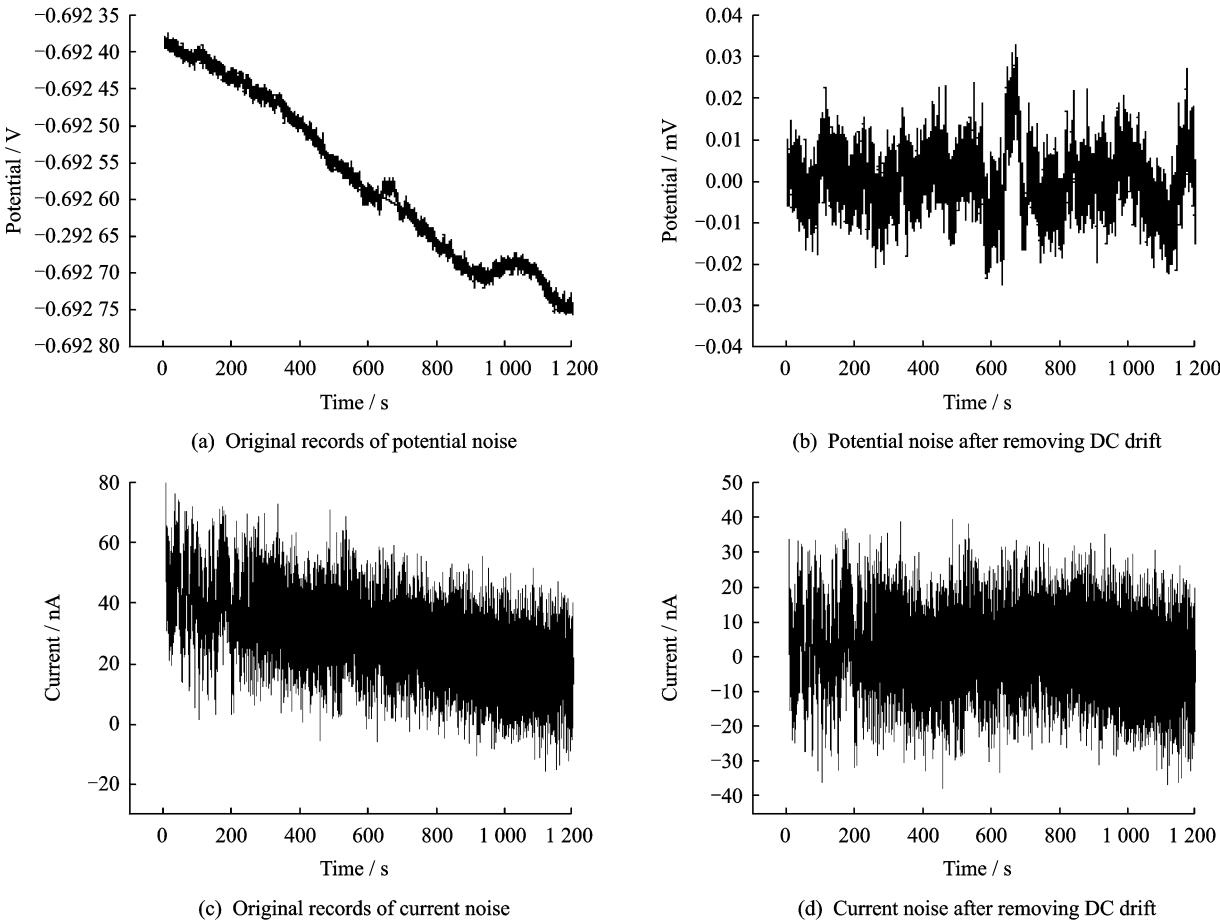 −0.692 35
−0.692 40
−0.692 45
−0.692 50
−0.692 55
−0.692 60
−0.292 65
−0.692 70
−0.692 75
−0.692 80
Potential / V
0 200 400 600 800 1 000 1 200
Time / s
(a) Original records of potential noise
0.04
0.03
0.02
0.01
0.00
−0.01
−0.02
−0.03
−0.04
Potential / mV
0 200 400 600 800 1 000 1 200
Time / s
(b) Potential noise after removing DC drift
80
60
40
20
0
−20
Current / nA
0 200 400 600 800 1 000 1 200
Time / s
(c) Original records of current noise
50
40
30
20
10
0
−10
−20
−30
−40
Current / nA
0 200 400 600 800 1 000 1 200
Time / s
(d) Current noise after removing DC drift